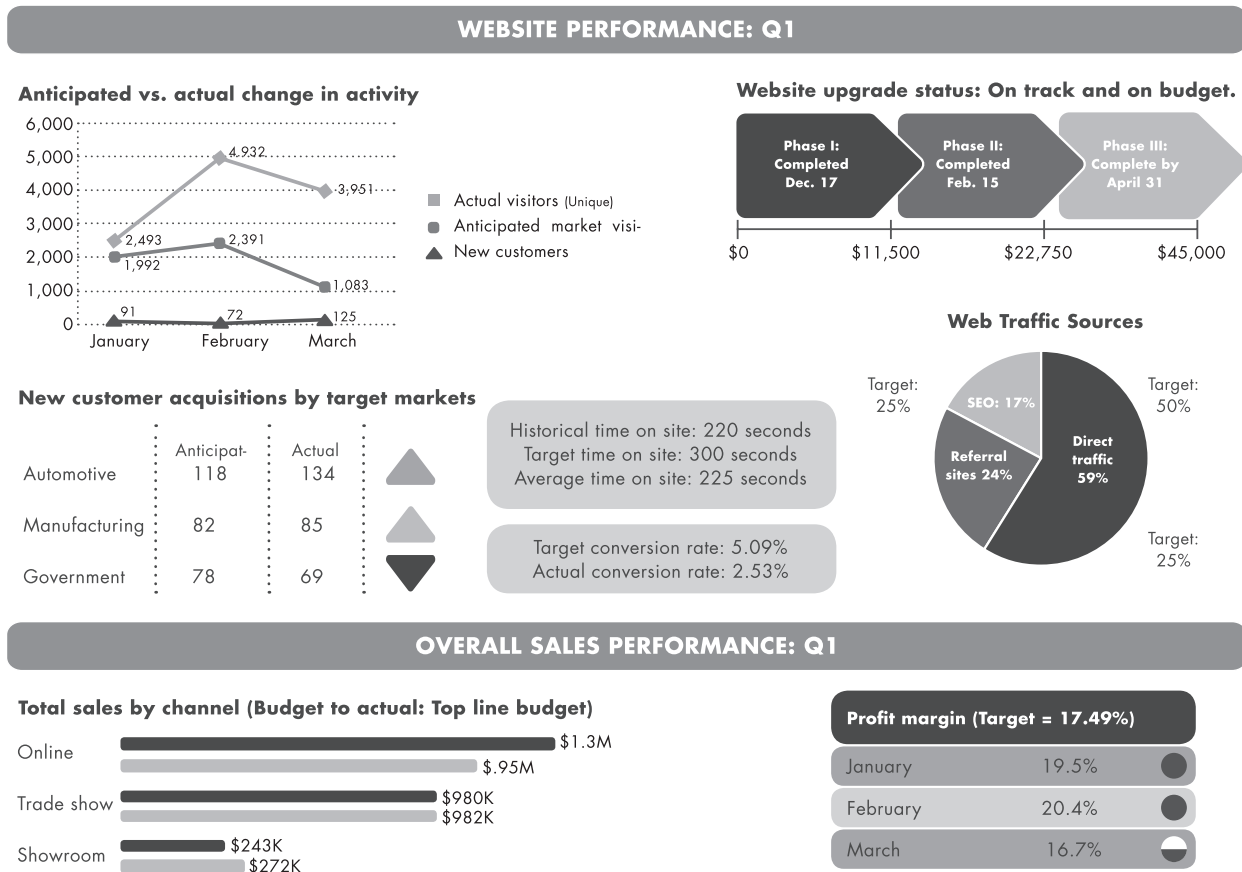 WEBSITE PERFORMANCE: Q1
Anticipated vs. actual change in activity
6,000
5,000
4,000
3,000
2,000
1,000
0
4,932
3,951
2,493
1,992
2,391
1,083
91
72
125
January
February
March
Actual visitors (Unique)
Anticipated market visi-
New customers
Website upgrade status: On track and on budget.
Phase I:
Completed
Dec. 17
Phase II:
Completed
Feb. 15
Phase III:
Complete by
April 31
$0
$11,500
$22,750
$45,000
New customer acquisitions by target markets
Anticipat-
Actual
Automotive 118 134
Manufacturing 82 85
Government 78 69
Historical time on site: 220 seconds
Target time on site: 300 seconds
Average time on site: 225 seconds
Target conversion rate: 5.09%
Actual conversion rate: 2.53%
Web Traffic Sources
Target:
25%
SEO: 17%
Target:
50%
Direct
traffic
59%
Referral
sites 24%
Target:
25%
OVERALL SALES PERFORMANCE: Q1
Total sales by channel (Budget to actual: Top line budget)
Online
$1.3M
$.95M
Trade show
$980K
$982K
Showroom
$243K
$272K
Profit margin (Target = 17.49%)
January 19.5%
February 20.4%
March 16.7%